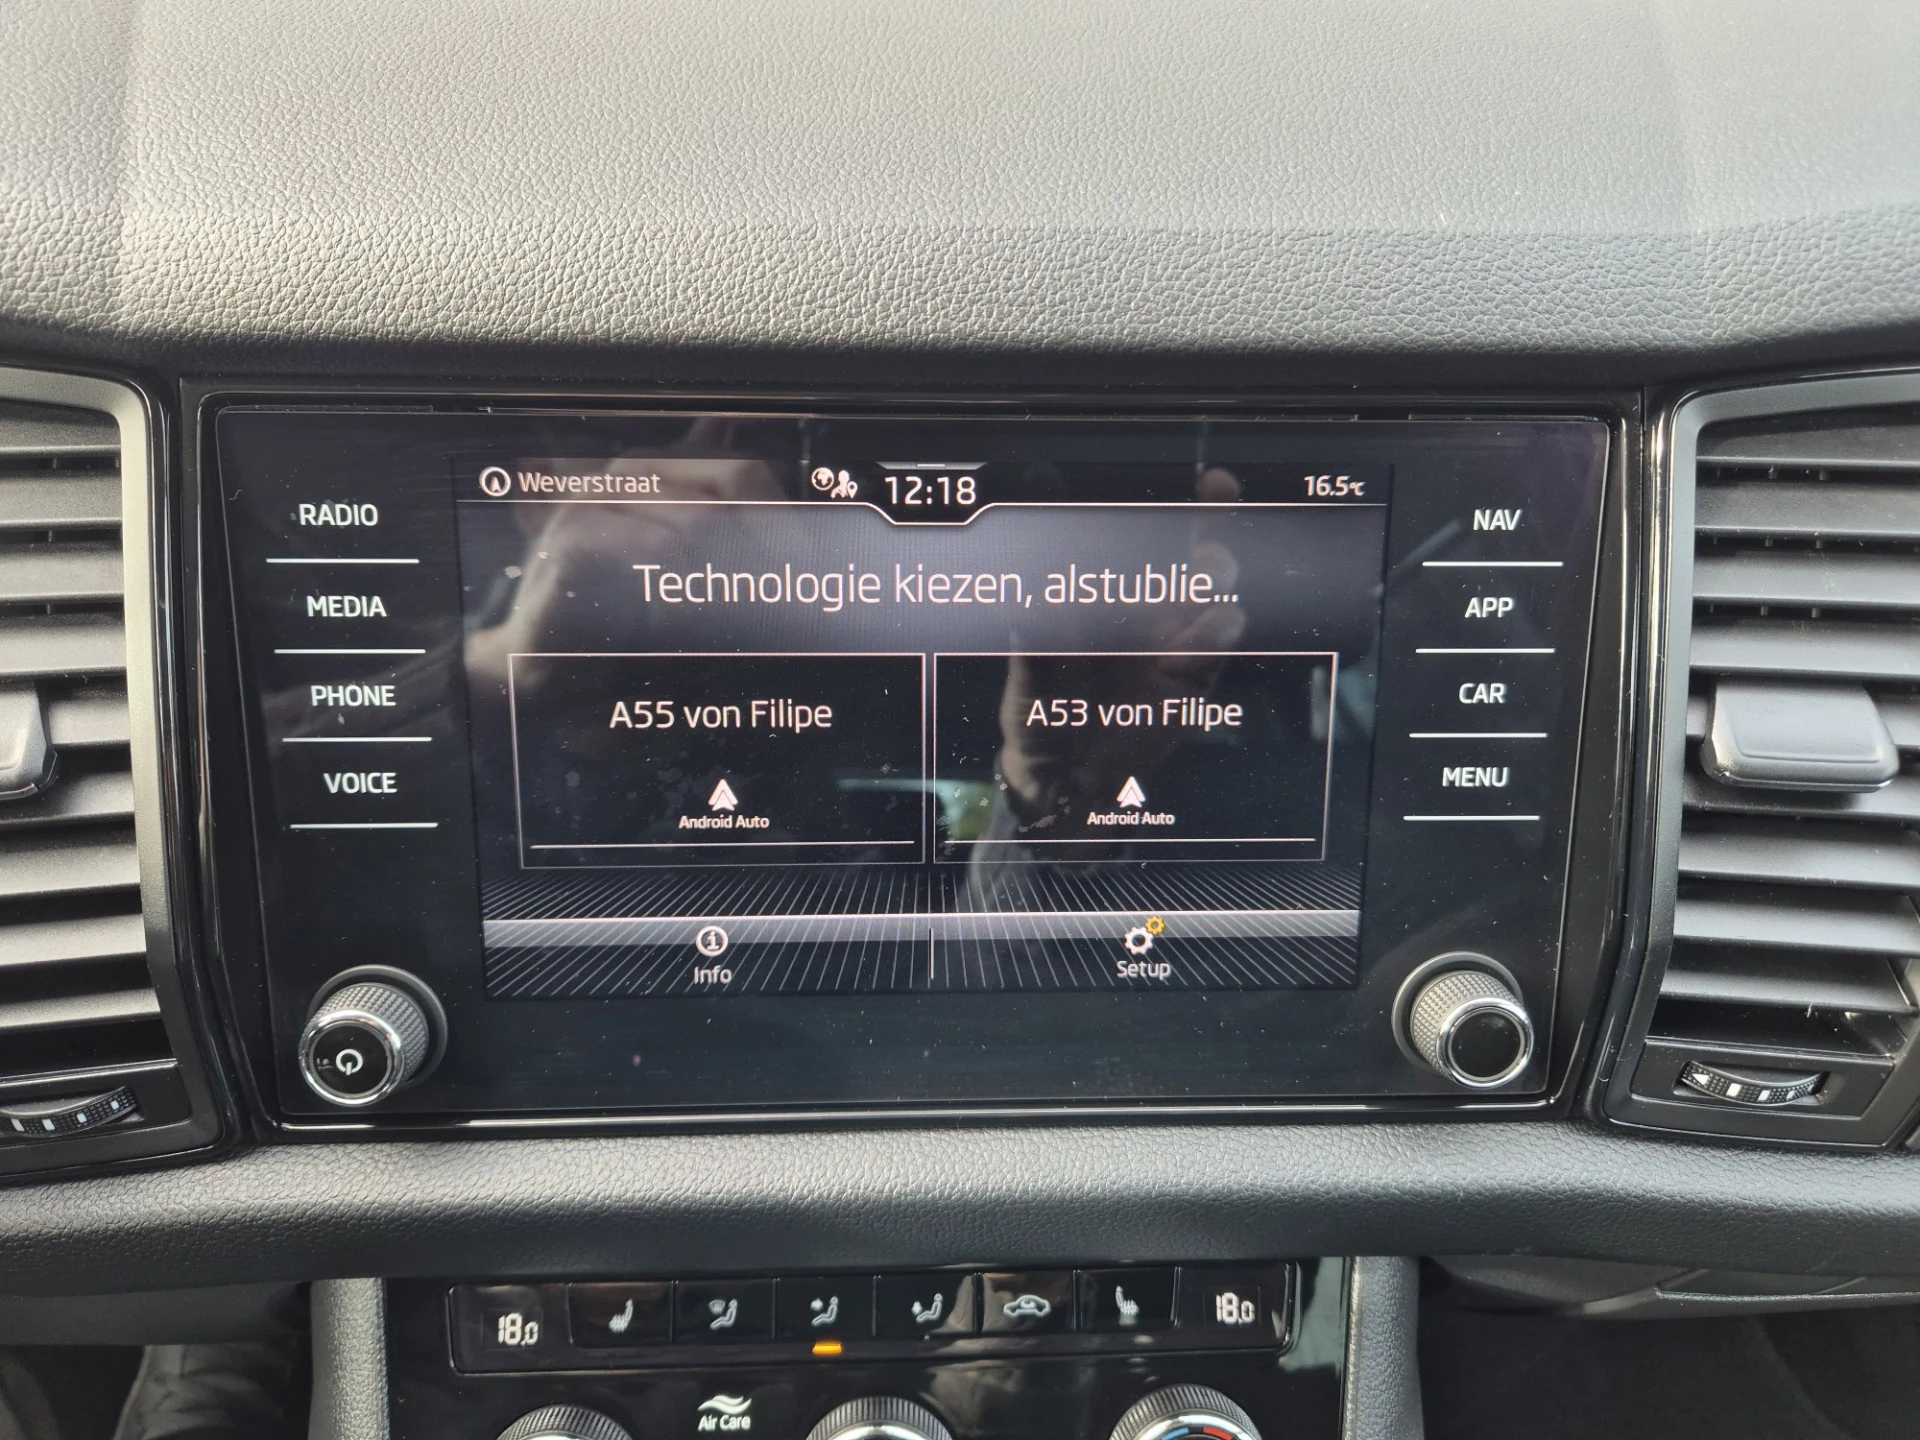 Weverstraat
12:18
16.5°C
RADIO
MEDIA
PHONE
VOICE
Technologie kiezen, alstublie...
A55 von Filipe
Android Auto
A53 von Filipe
Android Auto
Info
Setup
NAV
APP
CAR
MENU
18.0
18.0
Air Care